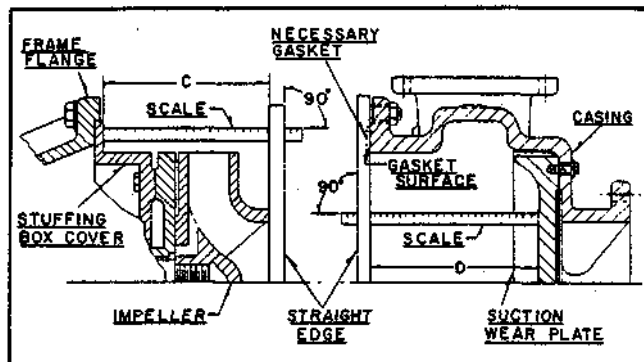 FRAME
FLANGE
C
90°
SCALE
STUFFING
BOX COVER
IMPELLER
STRAIGHT
EDGE
NECESSARY
GASKET
CASING
GASKET
SURFACE
90°
SCALE
D
SUCTION
WEAR PLATE